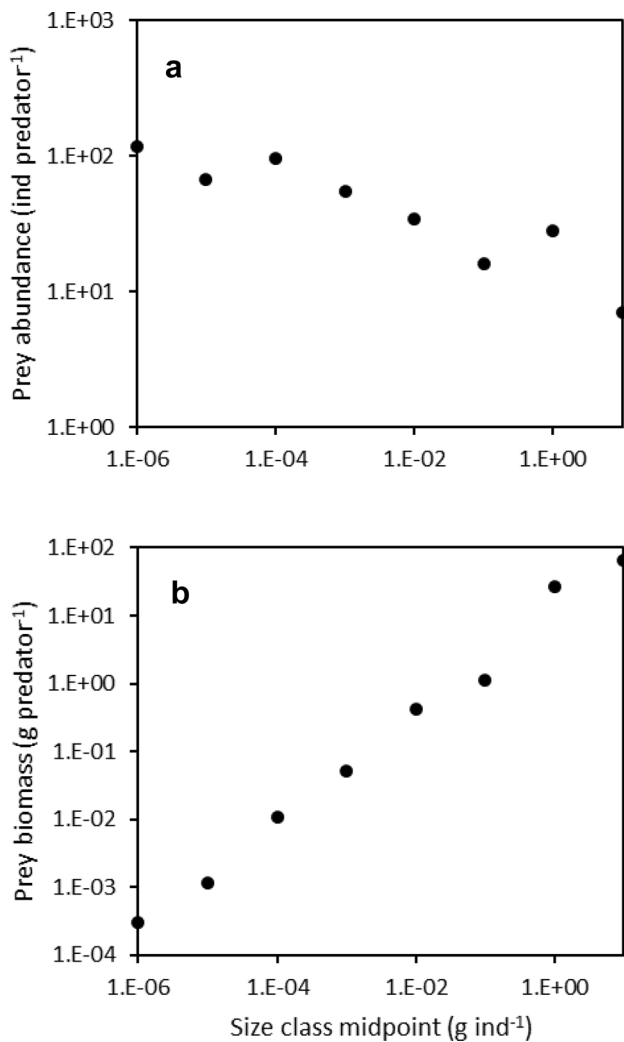 1.E+03
a
1.E+02
1.E+01
1.E+00
Prey abundance (ind predator⁻¹)
1.E-06 1.E-04 1.E-02 1.E+00
1.E+02
b
1.E+01
1.E+00
1.E-01
1.E-02
1.E-03
1.E-04
Prey biomass (g predator⁻¹)
1.E-06 1.E-04 1.E-02 1.E+00
Size class midpoint (g ind⁻¹)